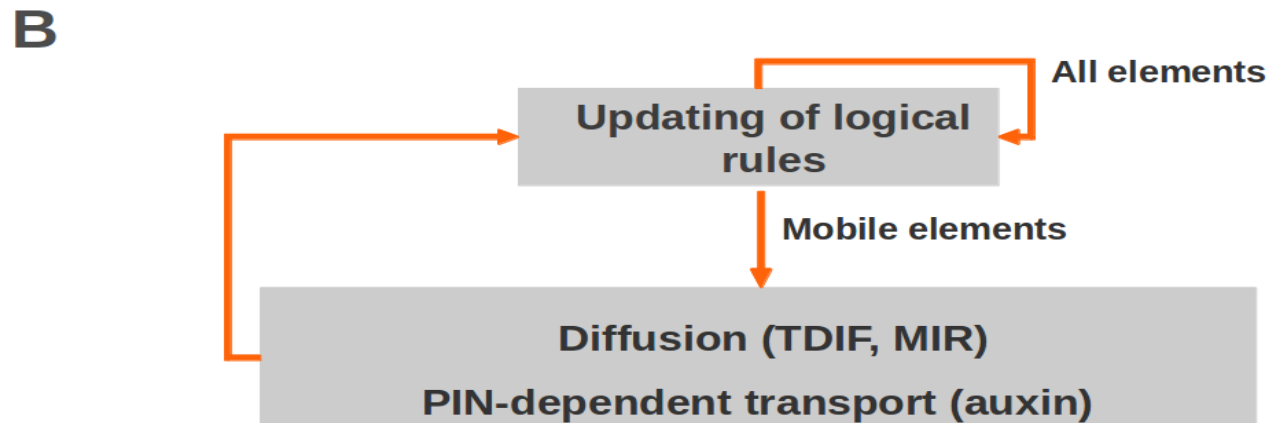 B
All elements
Updating of logical
rules
Mobile elements
Diffusion (TDIF, MIR)
PIN-dependent transport (auxin)